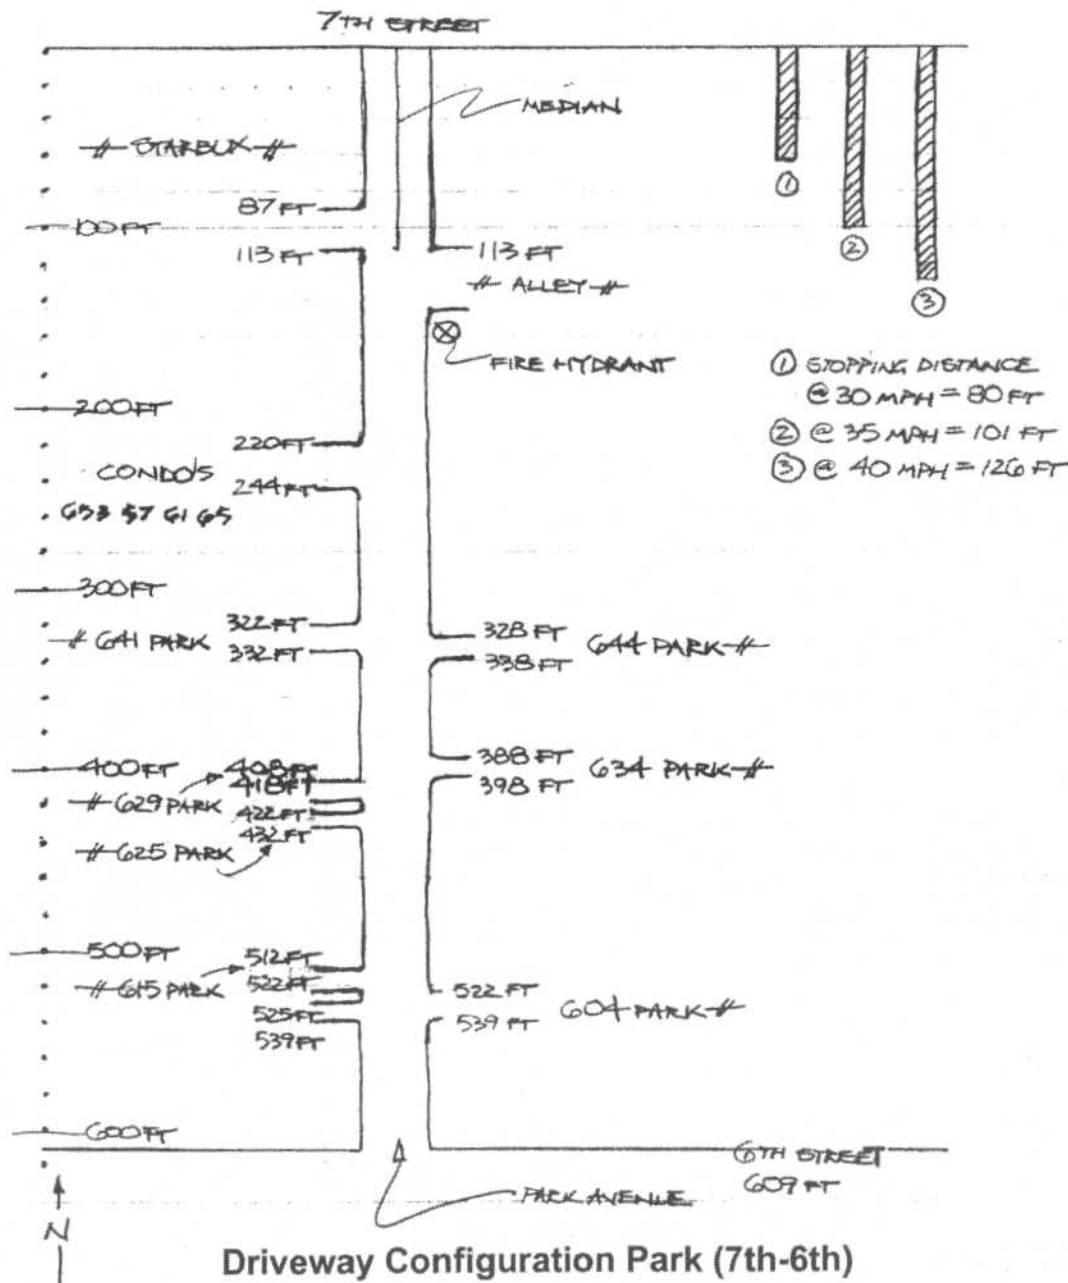 7TH STREET
MEDIAN
# STARBUX #
87 FT
100 FT
113 FT
113 FT
# ALLEY #
FIRE HYDRANT
① ② ③
① STOPPING DISTANCE
@ 30 MPH = 80 FT
② @ 35 MPH = 101 FT
③ @ 40 MPH = 126 FT
200 FT
220 FT
CONDO'S
244 FT
653 57 61 65
300 FT
322 FT
# 641 PARK
332 FT
328 FT
644 PARK #
338 FT
388 FT
634 PARK #
398 FT
400 FT
408 FT
418 FT
# 629 PARK
422 FT
432 FT
# 625 PARK
500 FT
512 FT
# 615 PARK
522 FT
525 FT
539 FT
522 FT
604 PARK #
539 FT
600 FT
6TH STREET
609 FT
PARK AVENUE
N
Driveway Configuration Park (7th-6th)